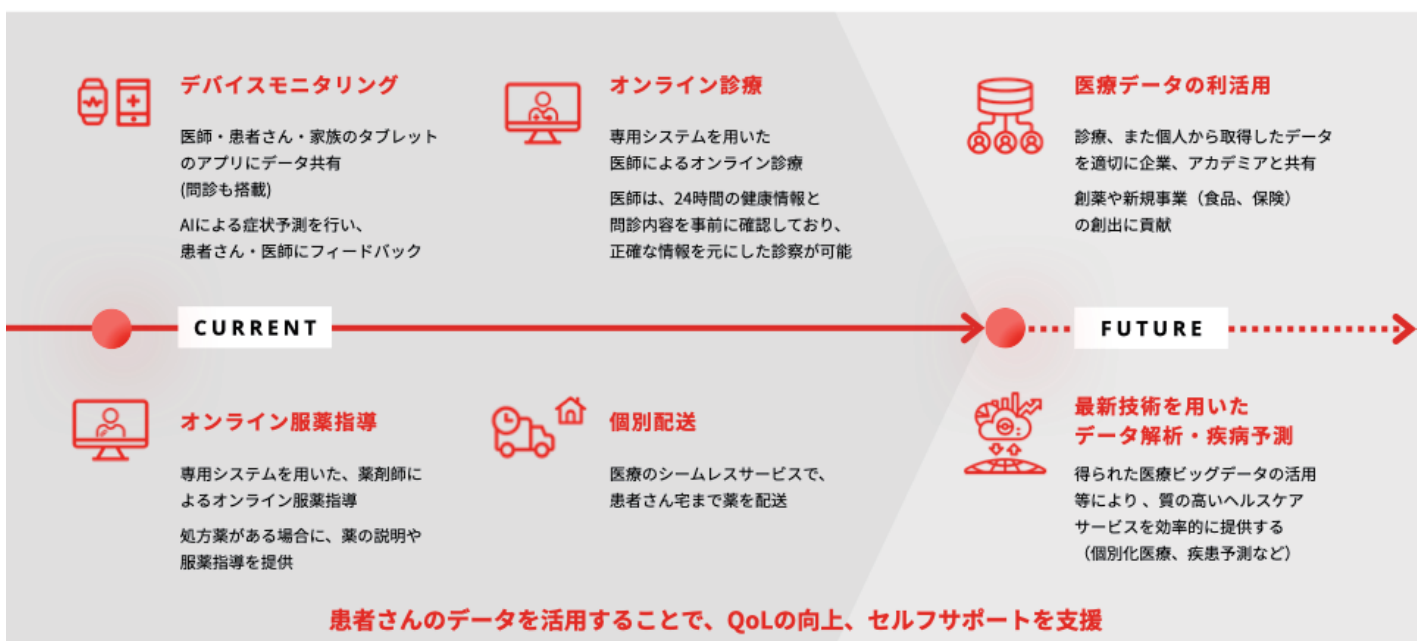 デバイスモニタリング
医師・患者さん・家族のタブレット
のアプリにデータ共有
(問診も搭載)
AIによる症状予測を行い、
患者さん・医師にフィードバック
オンライン診療
専用システムを用いた
医師によるオンライン診療
医師は、24時間の健康情報と
問診内容を事前に確認しており、
正確な情報を元にした診察が可能
医療データの利活用
診療、また個人から取得したデータ
を適切に企業、アカデミアと共有
創薬や新規事業（食品、保険）
の創出に貢献
CURRENT
FUTURE
オンライン服薬指導
専用システムを用いた、薬剤師に
よるオンライン服薬指導
処方薬がある場合に、薬の説明や
服薬指導を提供
個別配送
医療のシームレスサービスで、
患者さん宅まで薬を配送
最新技術を用いた
データ解析・疾病予測
得られた医療ビッグデータの活用
等により、質の高いヘルスケア
サービスを効率的に提供する
（個別化医療、疾患予測など）
患者さんのデータを活用することで、QoLの向上、セルフサポートを支援